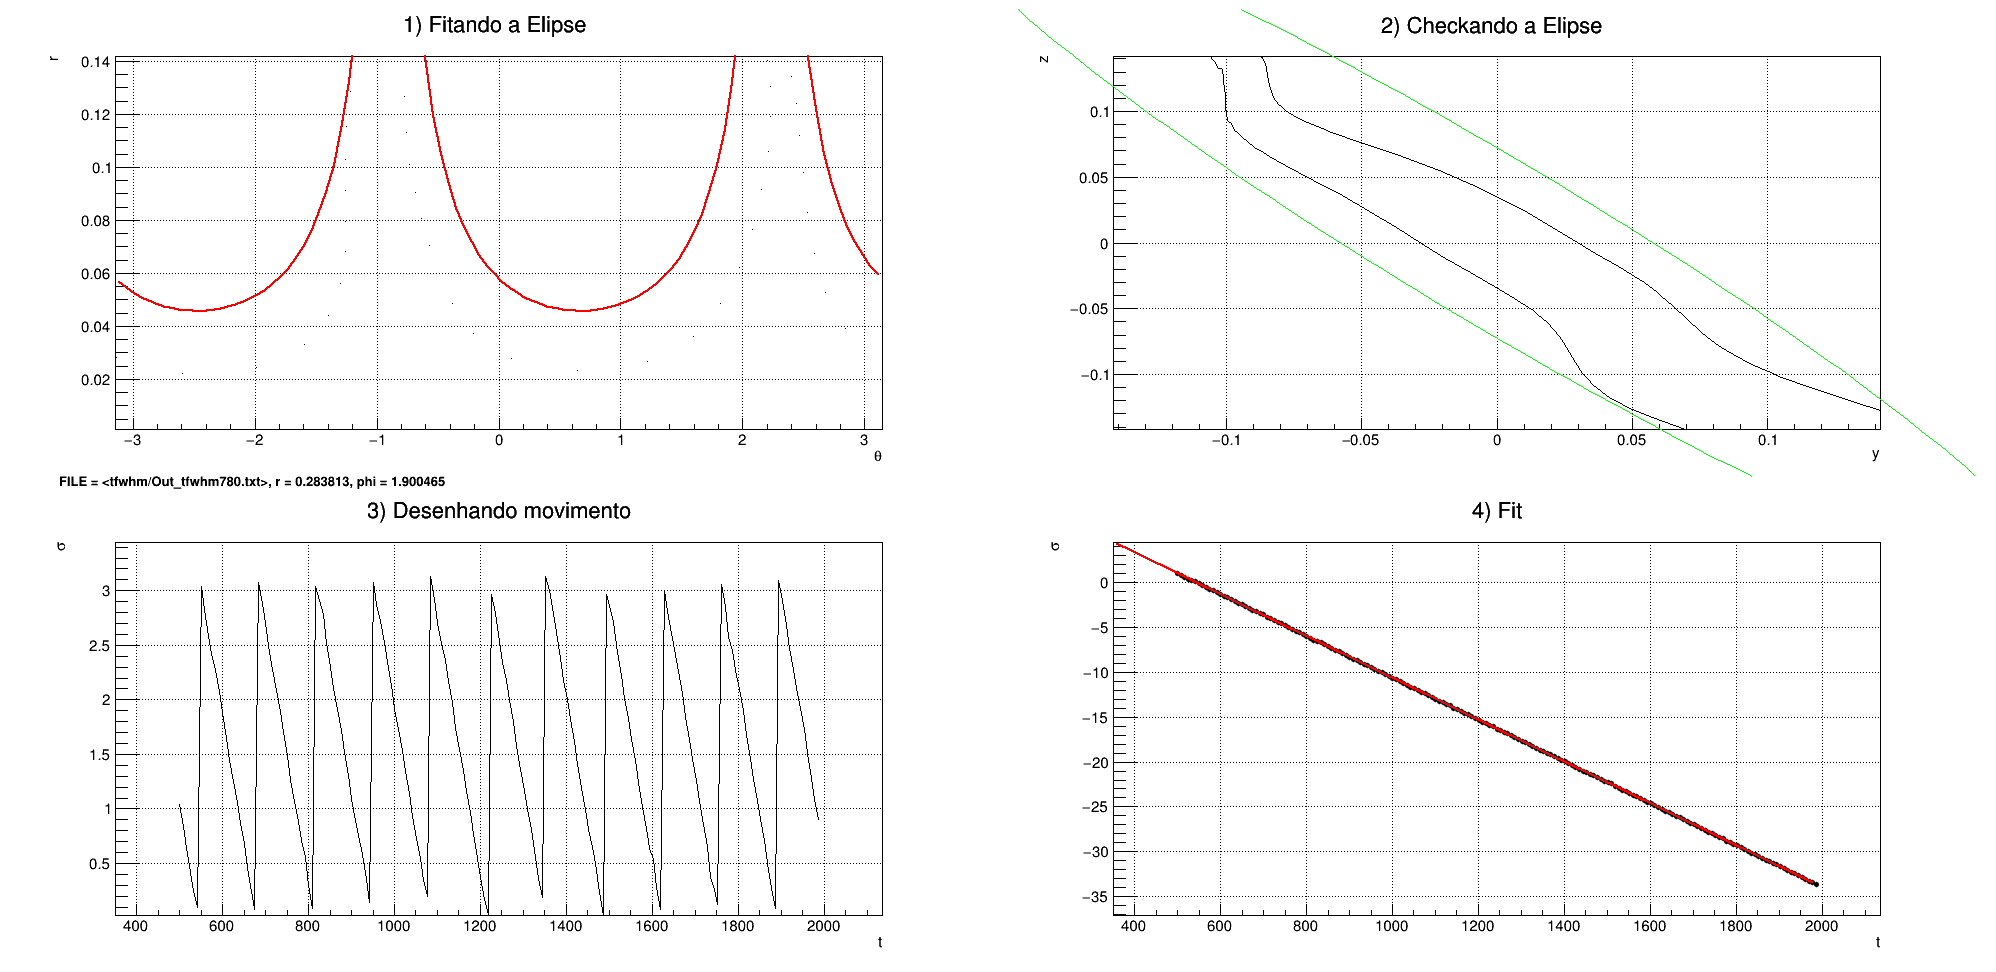 1) Fitando a Elipse
r
0.14
0.12
0.1
0.08
0.06
0.04
0.02
−3 −2 −1 0 1 2 3
θ
2) Checkando a Elipse
z
0.1
0.05
0
−0.05
−0.1
−0.1 −0.05 0 0.05 0.1
y
FILE = <tfwhm/Out_tfwhm780.txt>, r = 0.283813, phi = 1.900465
3) Desenhando movimento
σ
3
2.5
2
1.5
1
0.5
400 600 800 1000 1200 1400 1600 1800 2000
t
4) Fit
σ
0
−5
−10
−15
−20
−25
−30
−35
400 600 800 1000 1200 1400 1600 1800 2000
t